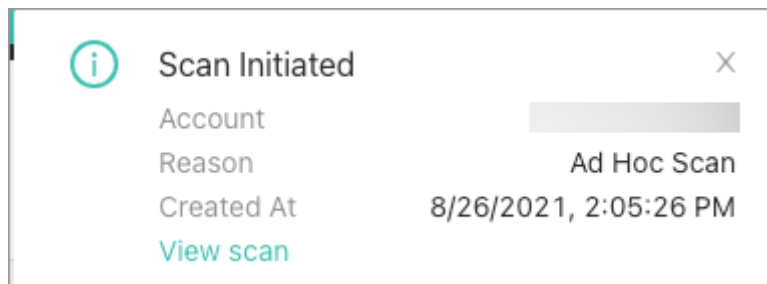 Scan Initiated
Account
Reason Ad Hoc Scan
Created At 8/26/2021, 2:05:26 PM
View scan